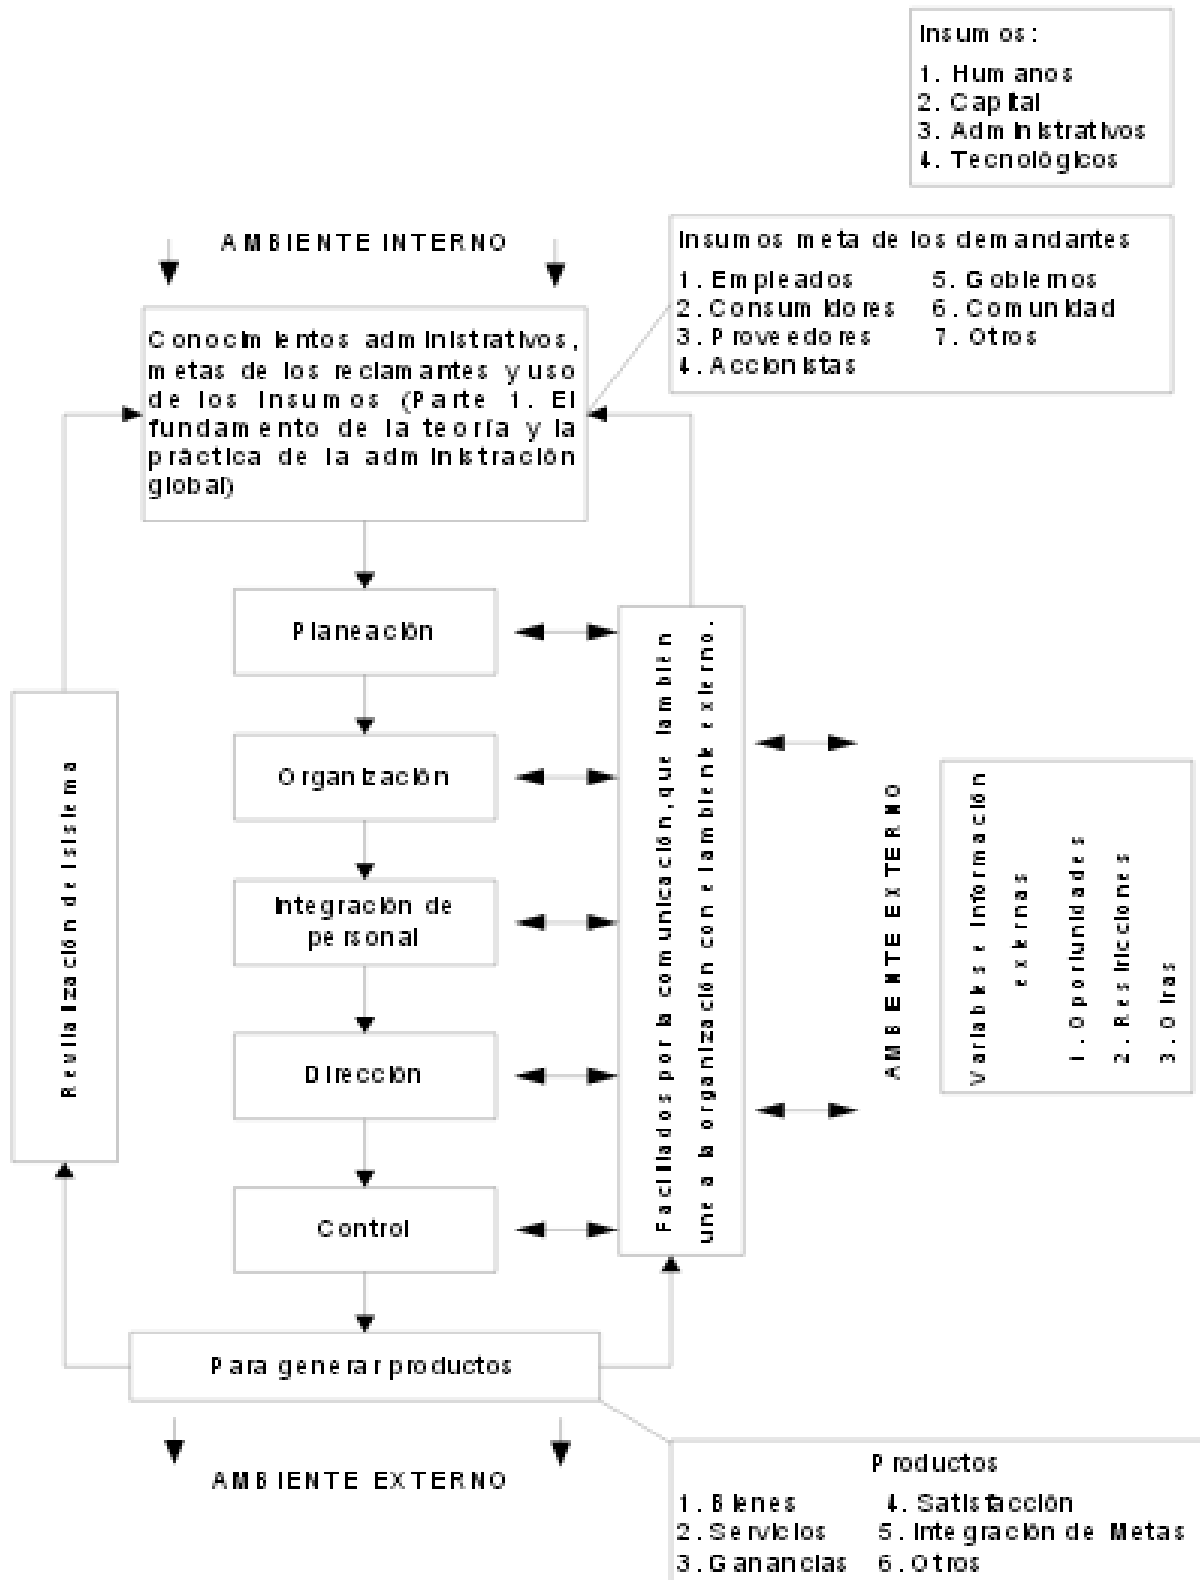 Insumos:
1. Humanos
2. Capital
3. Administrativos
4. Tecnológicos
AMBIENTE INTERNO
Insumos meta de los demandantes
1. Empleados 5. Gobiernos
2. Consumidores 6. Comunidad
3. Proveedores 7. Otros
4. Accionistas
Conocimientos administrativos,
metas de los reclamantes y uso
de los insumos (Parte 1. El
fundamento de la teoría y la
práctica de la administración
global)
Planeación
Organización
Integración de
personal
Dirección
Control
Revitalización del sistema
Facilitados por la comunicación, que también
une a la organización con el ambiente externo.
AMBIENTE EXTERNO
Variables e Información
externas
1. Oportunidades
2. Restricciones
3. Otras
Para generar productos
AMBIENTE EXTERNO
Productos
1. Bienes 4. Satisfacción
2. Servicios 5. Integración de Metas
3. Ganancias 6. Otros